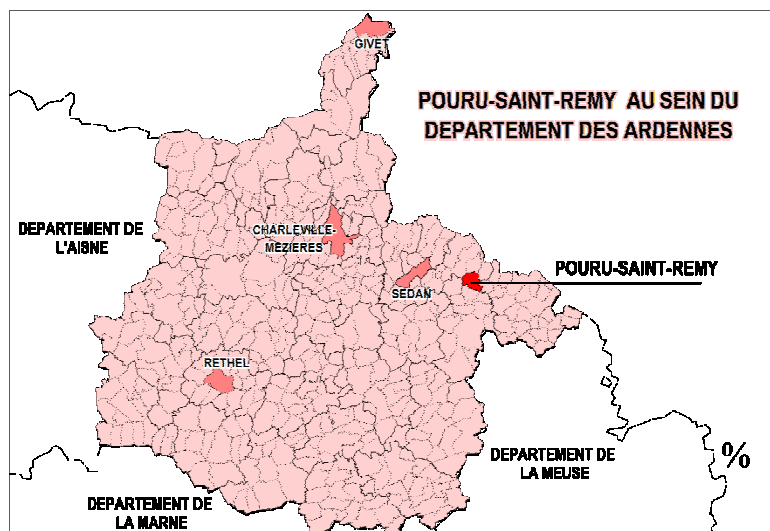 GIVET
POURU-SAINT-REMY AU SEIN DU
DEPARTEMENT DES ARDENNES
DEPARTEMENT DE
L'AISNE
CHARLEVILLE-
MEZIERES
SEDAN
POURU-SAINT-REMY
RETHEL
DEPARTEMENT DE
LA MEUSE
%
DEPARTEMENT DE
LA MARNE